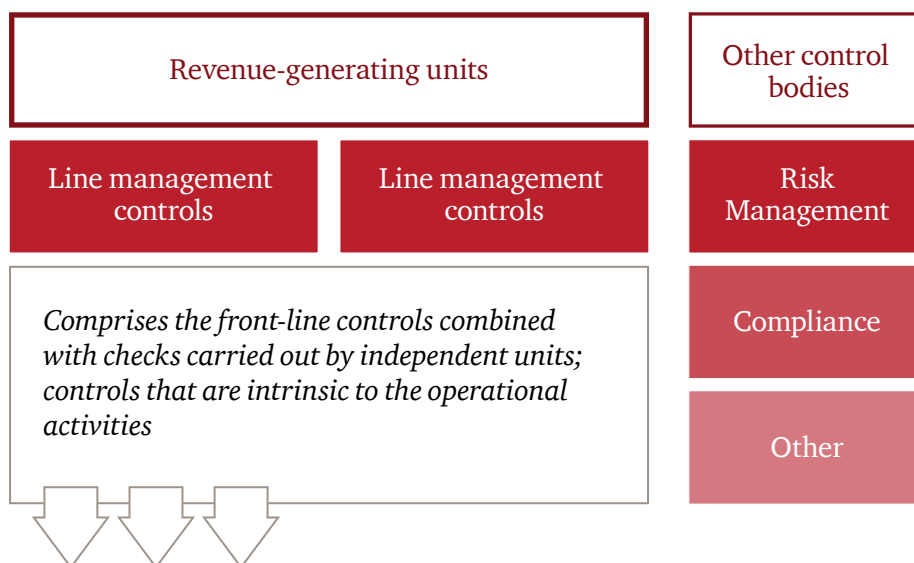 Revenue-generating units
Line management
controls
Line management
controls
Comprises the front-line controls combined
with checks carried out by independent units;
controls that are intrinsic to the operational
activities
Other control
bodies
Risk
Management
Compliance
Other